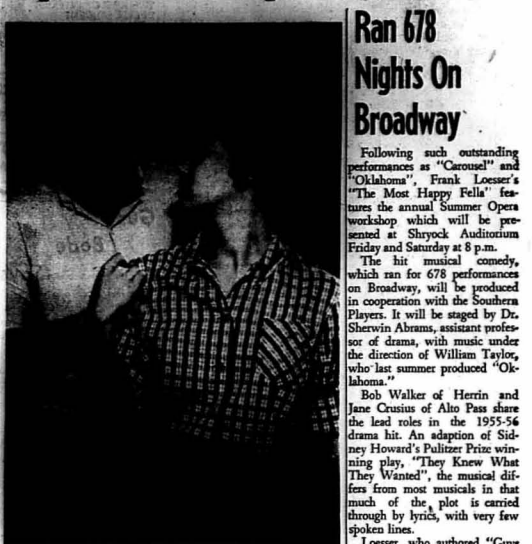 Ran 678
Nights On
Broadway
Following such outstanding
performances as "Carousel" and
"Oklahoma", Frank Loesser's
"The Most Happy Fella" fea-
tures the annual Summer Opera
workshop which will be pre-
sented at Shryock Auditorium
Friday and Saturday at 8 p.m.
The hit musical comedy,
which ran for 678 performances
on Broadway, will be produced
in cooperation with the Southern
Players. It will be staged by Dr.
Sherwin Abrams, assistant profes-
sor of drama, with music under
the direction of William Taylor,
who last summer produced "Ok-
lahoma."
Bob Walker of Herrin and
Jane Crusius of Alto Pass share
the lead roles in the 1955-56
drama hit. An adaption of Sid-
ney Howard's Pulitzer Prize win-
ning play, "They Knew What
They Wanted", the musical dif-
fers from most musicals in that
much of the plot is carried
through by lyrics, with very few
spoken lines.
Loesser, who authored "Guys